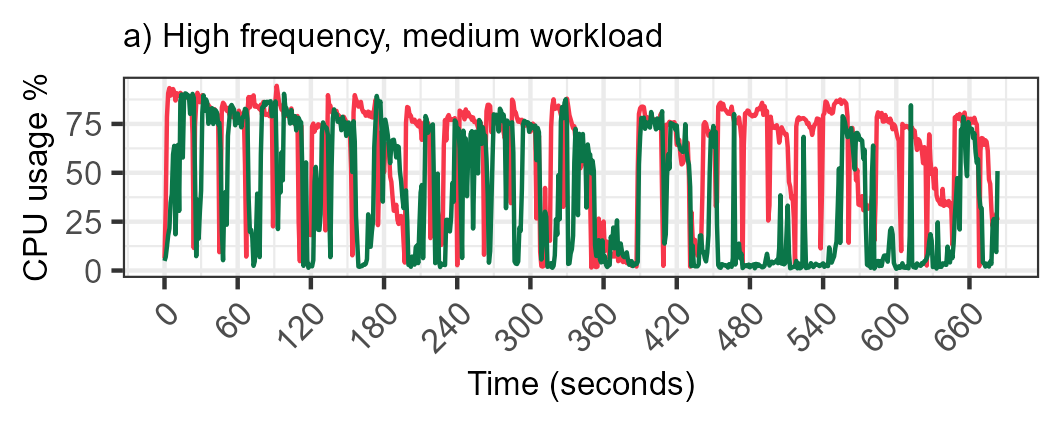 a) High frequency, medium workload
CPU usage %
75
50
25
0
0 60 120 180 240 300 360 420 480 540 600 660
Time (seconds)